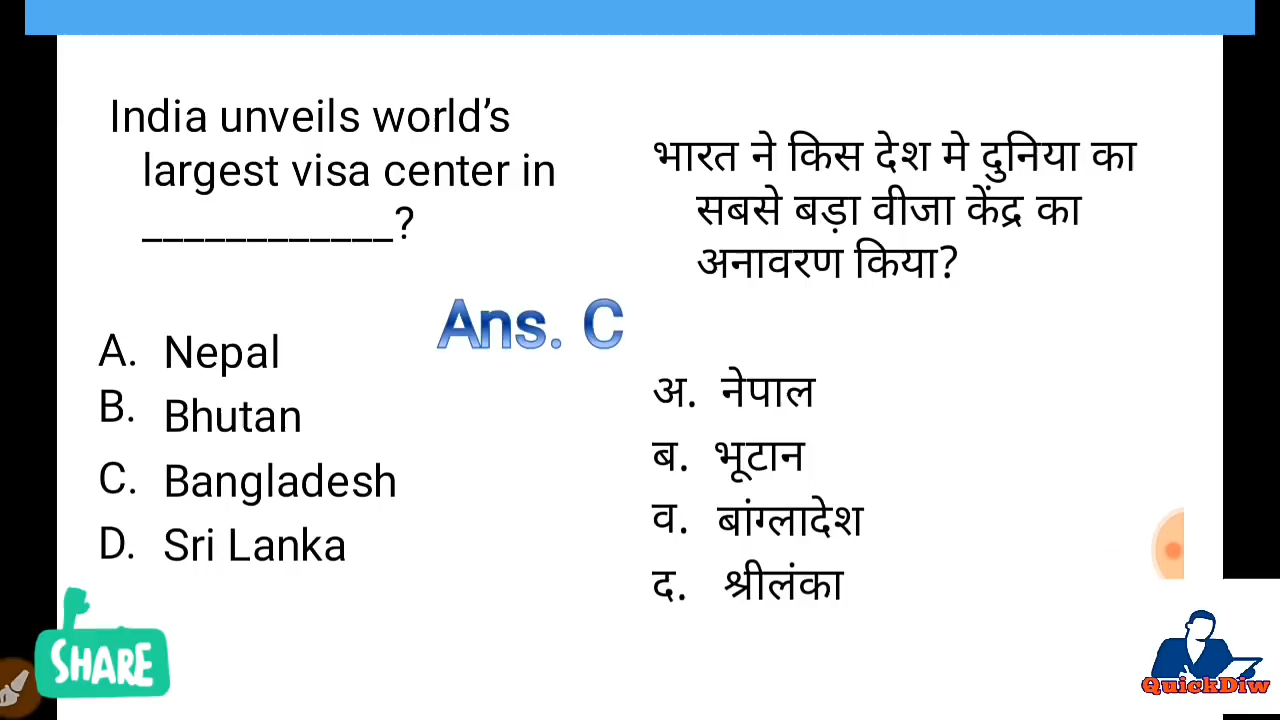 India unveils world’s
largest visa center in
____________?
Ans. C
A. Nepal
B. Bhutan
C. Bangladesh
D. Sri Lanka
भारत ने किस देश मे दुनिया का
सबसे बड़ा वीजा केंद्र का
अनावरण किया?
अ. नेपाल
ब. भूटान
व. बांग्लादेश
द. श्रीलंका
SHARE
QuickDiw